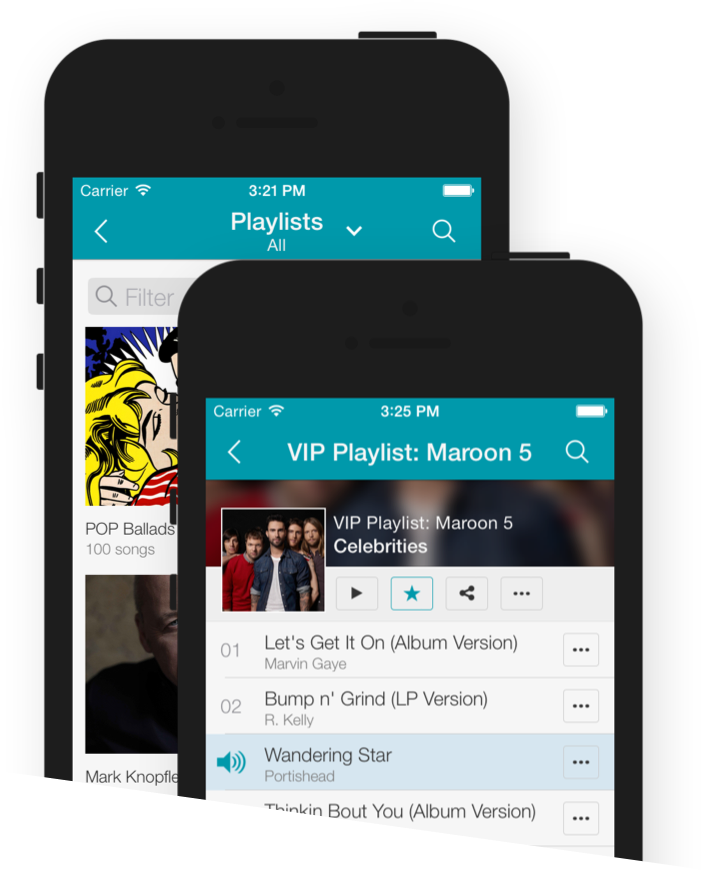 Carrier
3:21 PM
Playlists
All
Filter
POP Ballads
100 songs
Mark Knopfle
Carrier
3:25 PM
VIP Playlist: Maroon 5
VIP Playlist: Maroon 5
Celebrities
01
Let's Get It On (Album Version)
Marvin Gaye
02
Bump n' Grind (LP Version)
R. Kelly
Wandering Star
Portishead
Thinkin Bout You (Album Version)